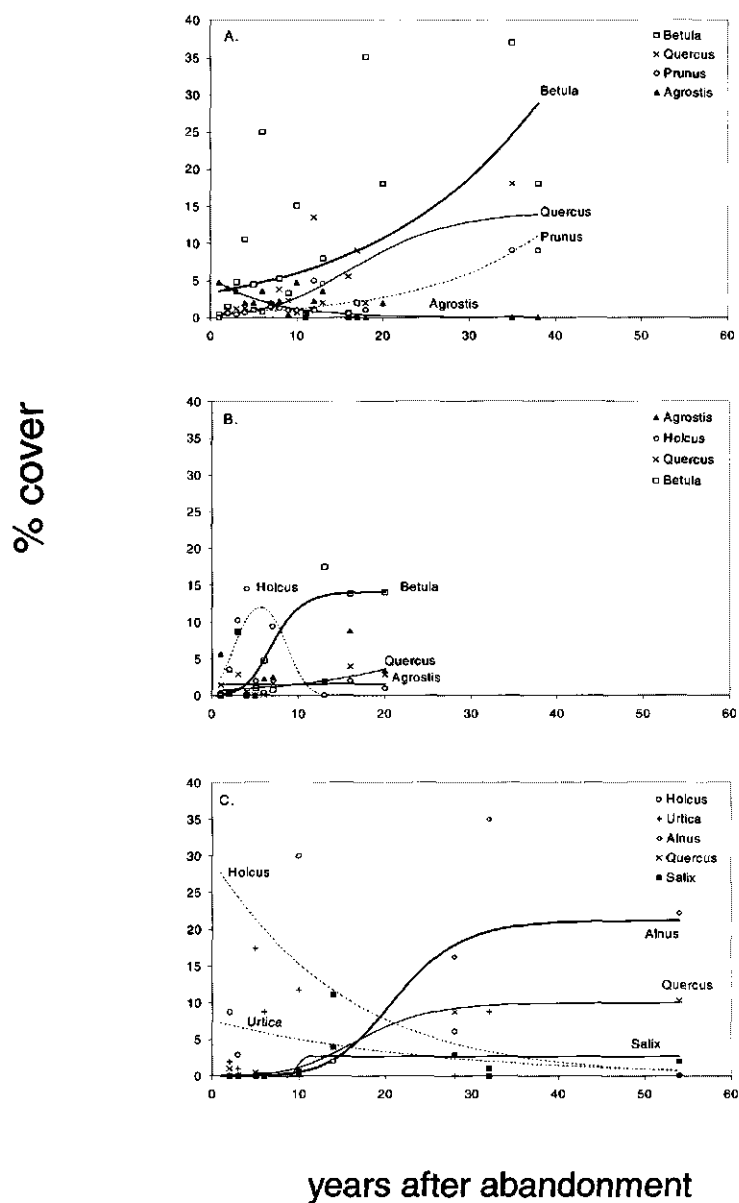 A.
Betula
Quercus
Prunus
Agrostis
Betula
Quercus
Prunus
Agrostis
40
35
30
25
20
15
10
5
0
0 10 20 30 40 50 60
% cover
B.
Agrostis
Holcus
Quercus
Betula
Holcus
Betula
Quercus
Agrostis
40
35
30
25
20
15
10
5
0
0 10 20 30 40 50 60
C.
Holcus
Urtica
Alnus
Quercus
Salix
Holcus
Urtica
Alnus
Quercus
Salix
40
35
30
25
20
15
10
5
0
0 10 20 30 40 50 60
years after abandonment